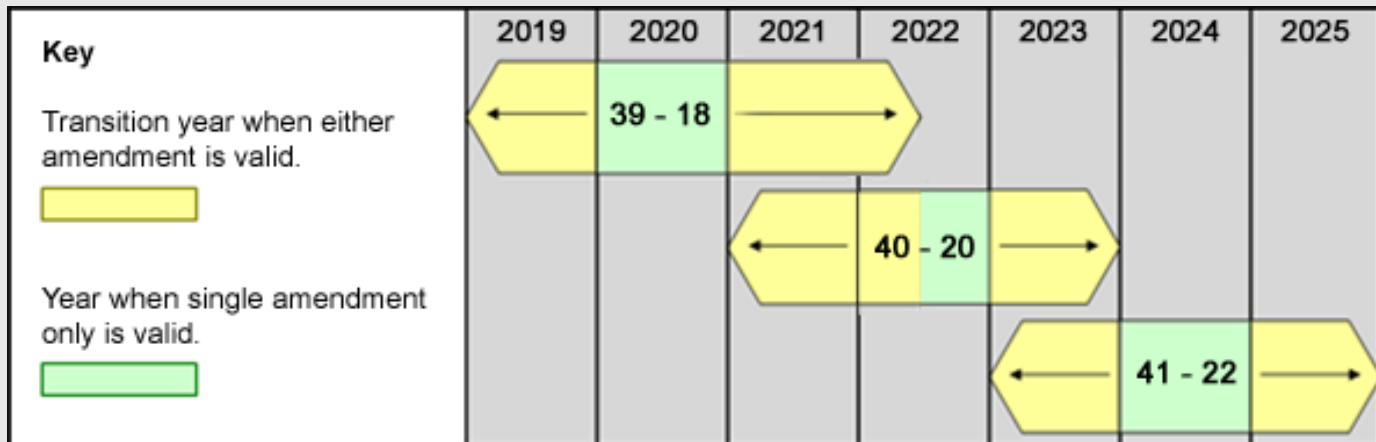 Key
Transition year when either
amendment is valid.
Year when single amendment
only is valid.
2019 2020 2021 2022 2023 2024 2025
39 - 18
40 - 20
41 - 22